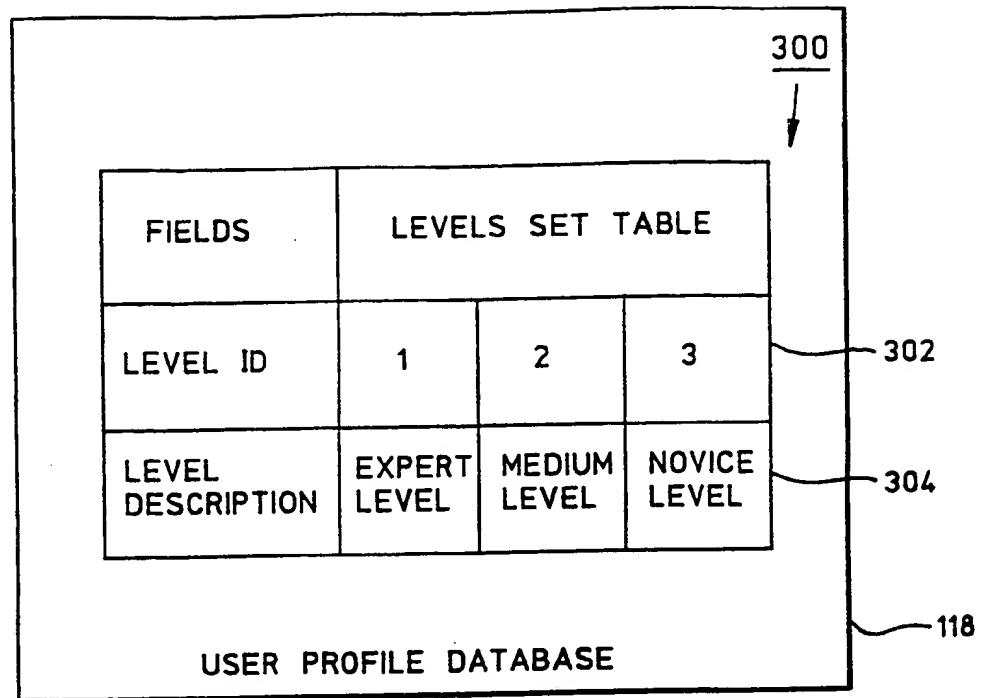 300
FIELDS LEVELS SET TABLE
LEVEL ID 1 2 3
302
LEVEL DESCRIPTION
EXPERT LEVEL
MEDIUM LEVEL
NOVICE LEVEL
304
118
USER PROFILE DATABASE